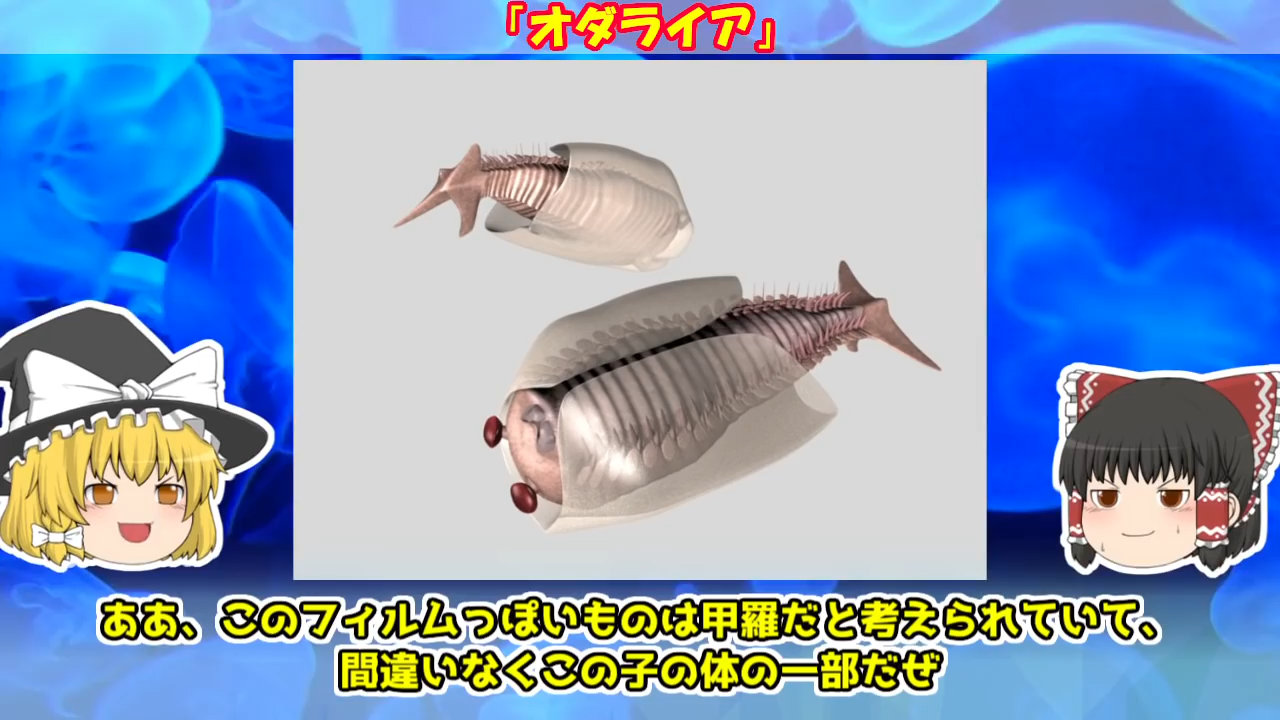 「オダライア」
ああ、このフィルムっぽいものは甲羅だと考えられていて、
間違いなくこの子の体の一部だぜ